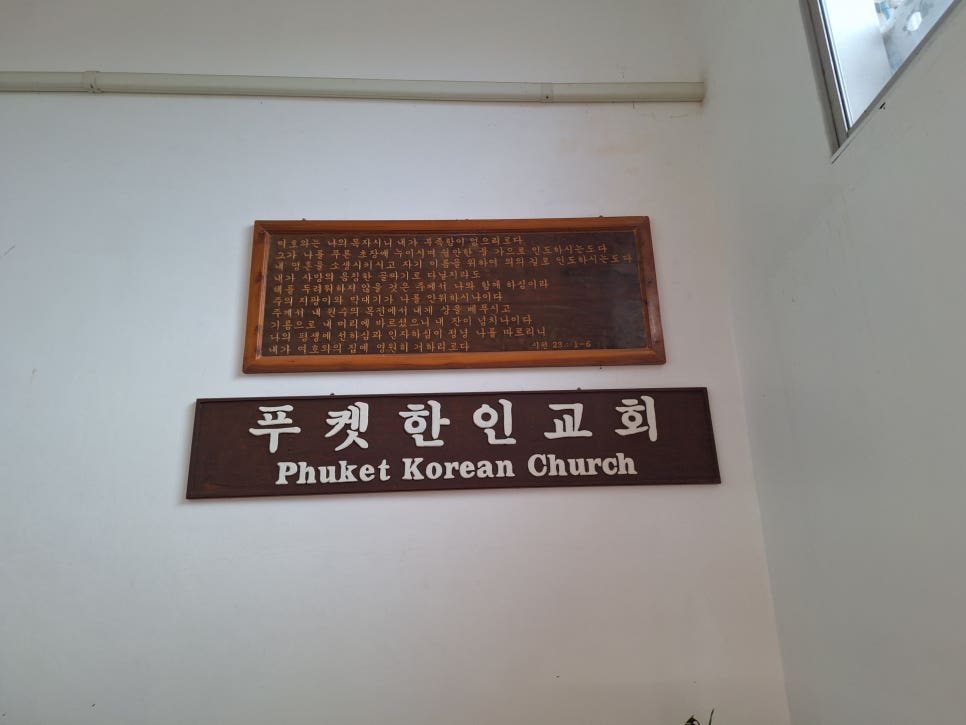 여호와는 나의 목자시니 내가 부족함이 없으리로다
그가 나를 푸른 초장에 누이시며 쉴만한 물 가으로 인도하시는도다
내 영혼을 소생시키시고 자기 이름을 위하여 의의 길로 인도하시는도다
내가 사망의 음침한 골짜기로 다닐지라도
해를 두려워하지 않을 것은 주께서 나와 함께 하심이라
주의 지팡이와 막대기가 나를 안위하시나이다
주께서 내 원수의 목전에서 내게 상을 베푸시고
기름으로 내 머리에 바르셨으니 내 잔이 넘치나이다
나의 평생에 선하심과 인자하심이 정녕 나를 따르리니
내가 여호와의 집에 영원히 거하리로다 시편 23:1-6
푸켓한인교회
Phuket Korean Church